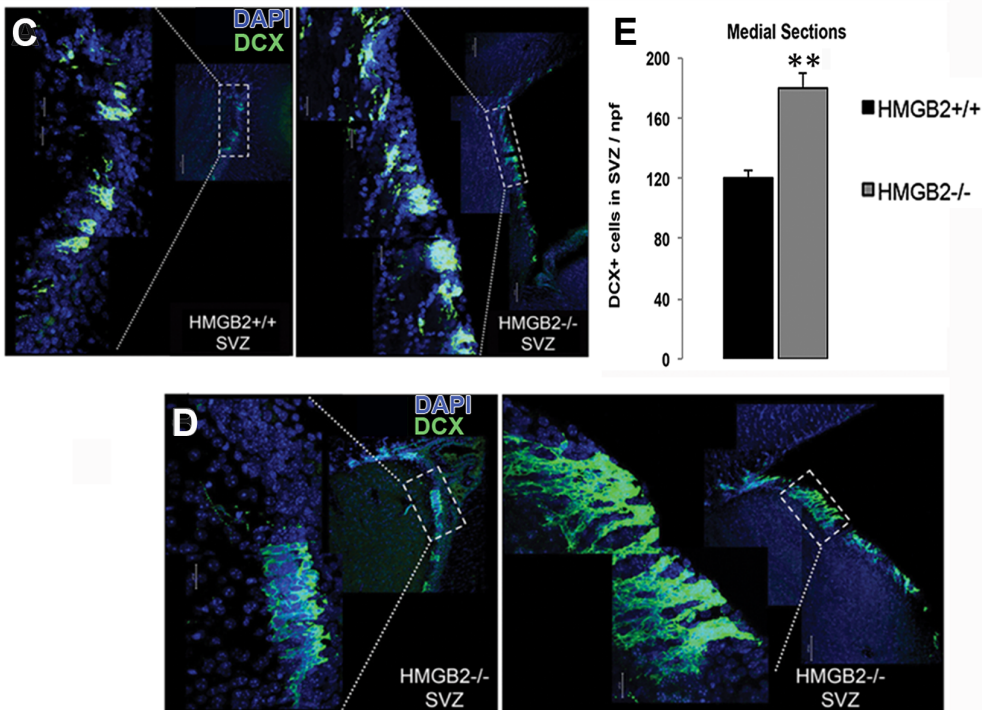 C
DAPI
DCX
HMGB2+/+
SVZ
HMGB2-/-
SVZ
E
Medial Sections
DCX+ cells in SVZ / npf
200
160
120
80
40
0
**
HMGB2+/+
HMGB2-/-
D
DAPI
DCX
HMGB2-/-
SVZ
HMGB2-/-
SVZ